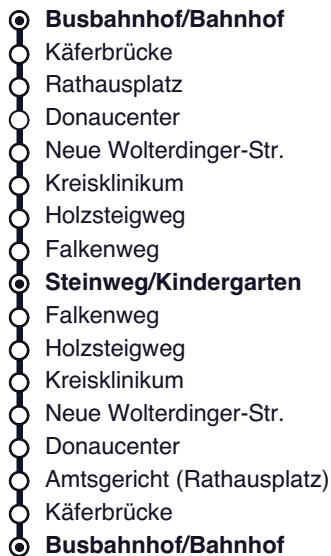 Busbahnhof/Bahnhof
Käferbrücke
Rathausplatz
Donaucenter
Neue Wolterdinger-Str.
Kreisklinikum
Holzsteigweg
Falkenweg
Steinweg/Kindergarten
Falkenweg
Holzsteigweg
Kreisklinikum
Neue Wolterdinger-Str.
Donaucenter
Amtsgericht (Rathausplatz)
Käferbrücke
Busbahnhof/Bahnhof